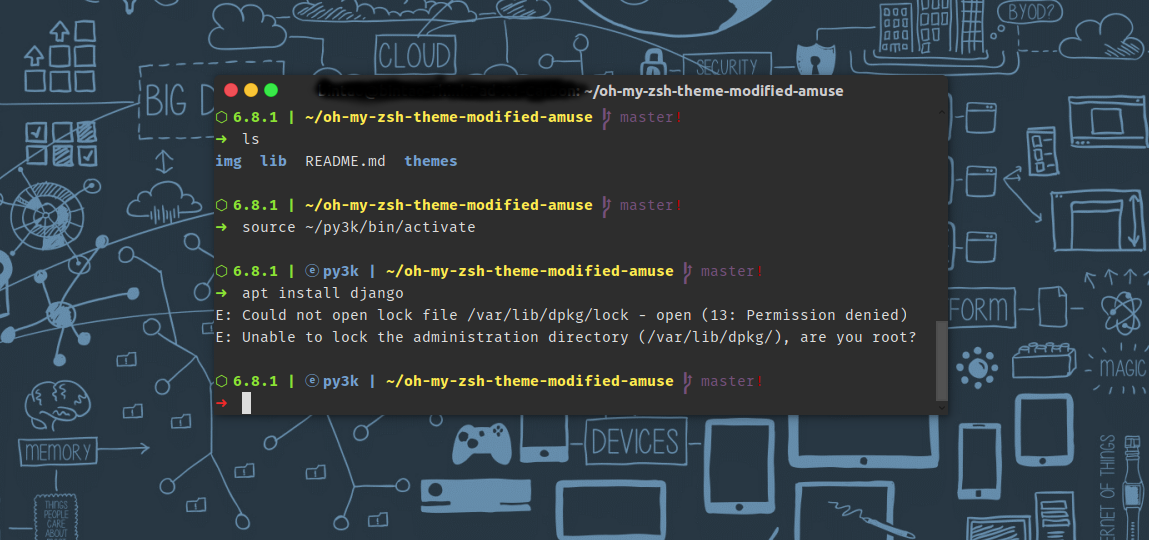 BYOD?
CLOUD
SECURITY
BIG D
: ~/oh-my-zsh-theme-modified-amuse
⬡ 6.8.1 | ~/oh-my-zsh-theme-modified-amuse master!
➜ ls
img lib README.md themes
⬡ 6.8.1 | ~/oh-my-zsh-theme-modified-amuse master!
➜ source ~/py3k/bin/activate
⬡ 6.8.1 | ⓔ py3k | ~/oh-my-zsh-theme-modified-amuse master!
➜ apt install django
E: Could not open lock file /var/lib/dpkg/lock - open (13: Permission denied)
E: Unable to lock the administration directory (/var/lib/dpkg/), are you root?
⬡ 6.8.1 | ⓔ py3k | ~/oh-my-zsh-theme-modified-amuse master!
➜
FORM
MAGIC
DEVICES
MEMORY
THINGS
PEOPLE
CARE
ABOUT
ERNET OF THINGS